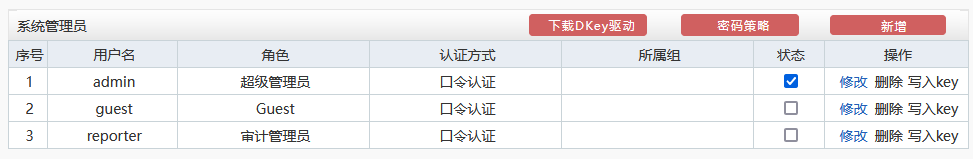 系统管理员 下载DKey驱动 密码策略 新增
序号 用户名 角色 认证方式 所属组 状态 操作
1 admin 超级管理员 口令认证 修改 删除 写入key
2 guest Guest 口令认证 修改 删除 写入key
3 reporter 审计管理员 口令认证 修改 删除 写入key